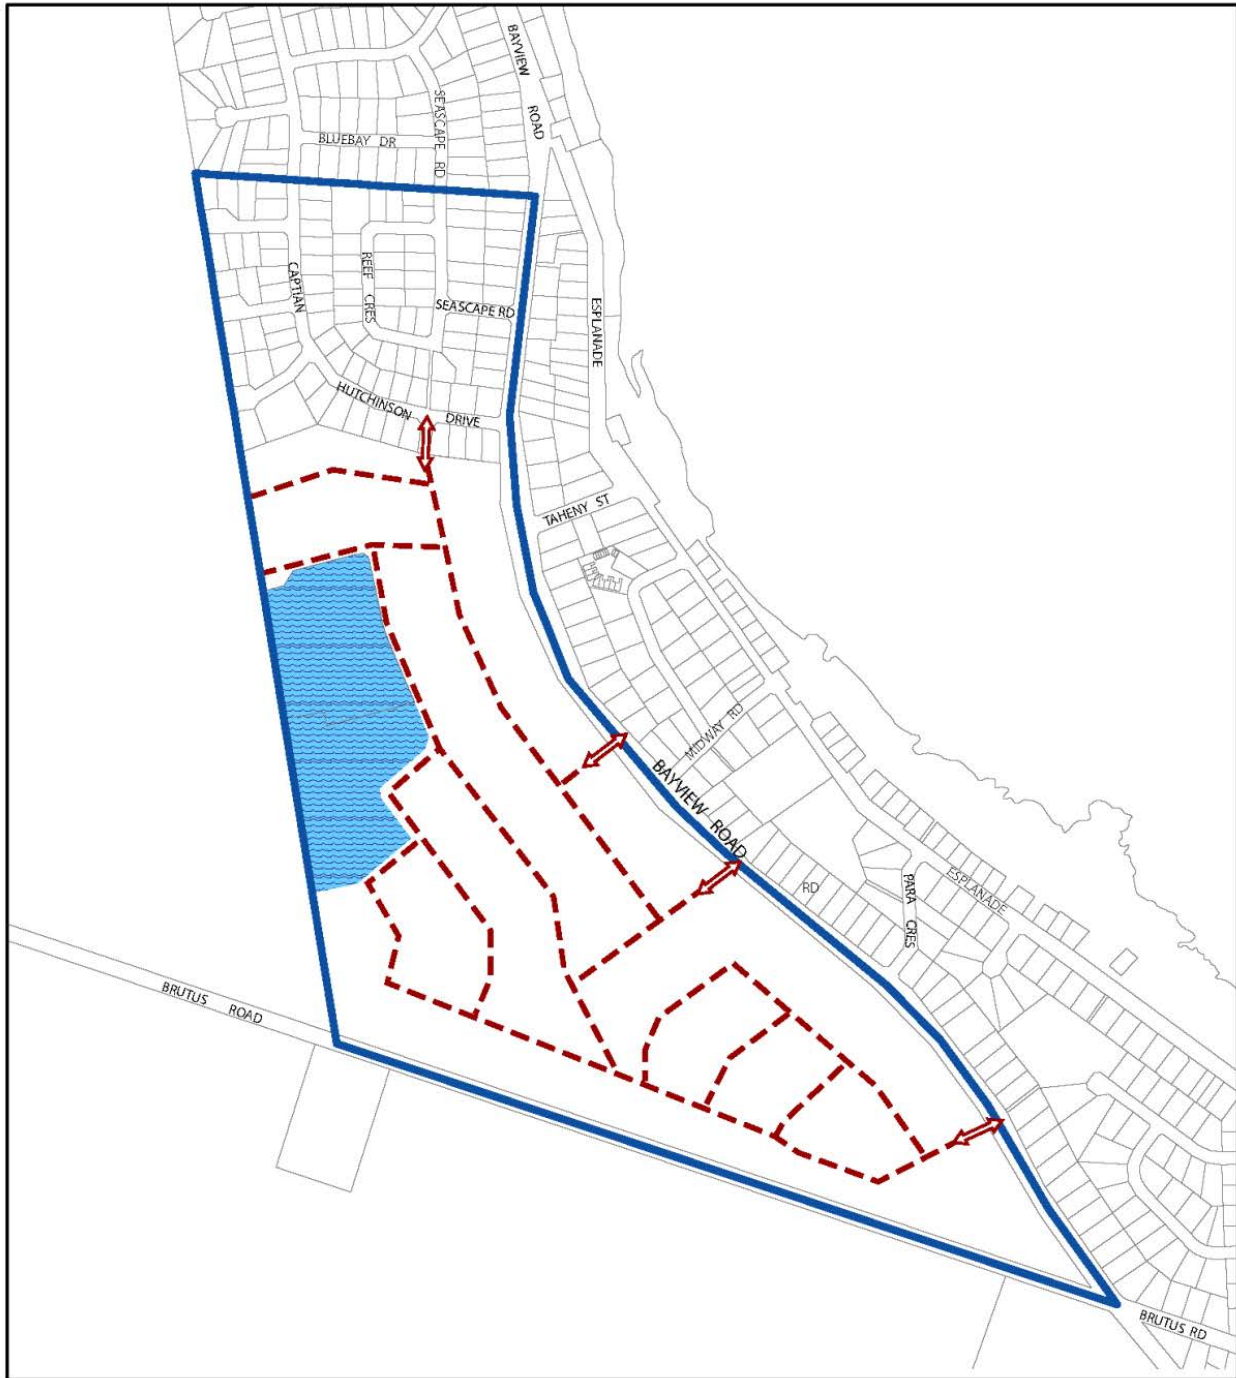 BAYVIEW
ROAD
SEASCAPE RD
BLUEBAY DR
CAPTIAN
REEF CRES
SEASCAPE RD
ESPLANADE
HUTCHINSON
DRIVE
TAHENY ST
MIDWAY RD
BAYVIEW ROAD
RD
PARA CRES
ESPLANADE
BRUTUS
ROAD
BRUTUS RD